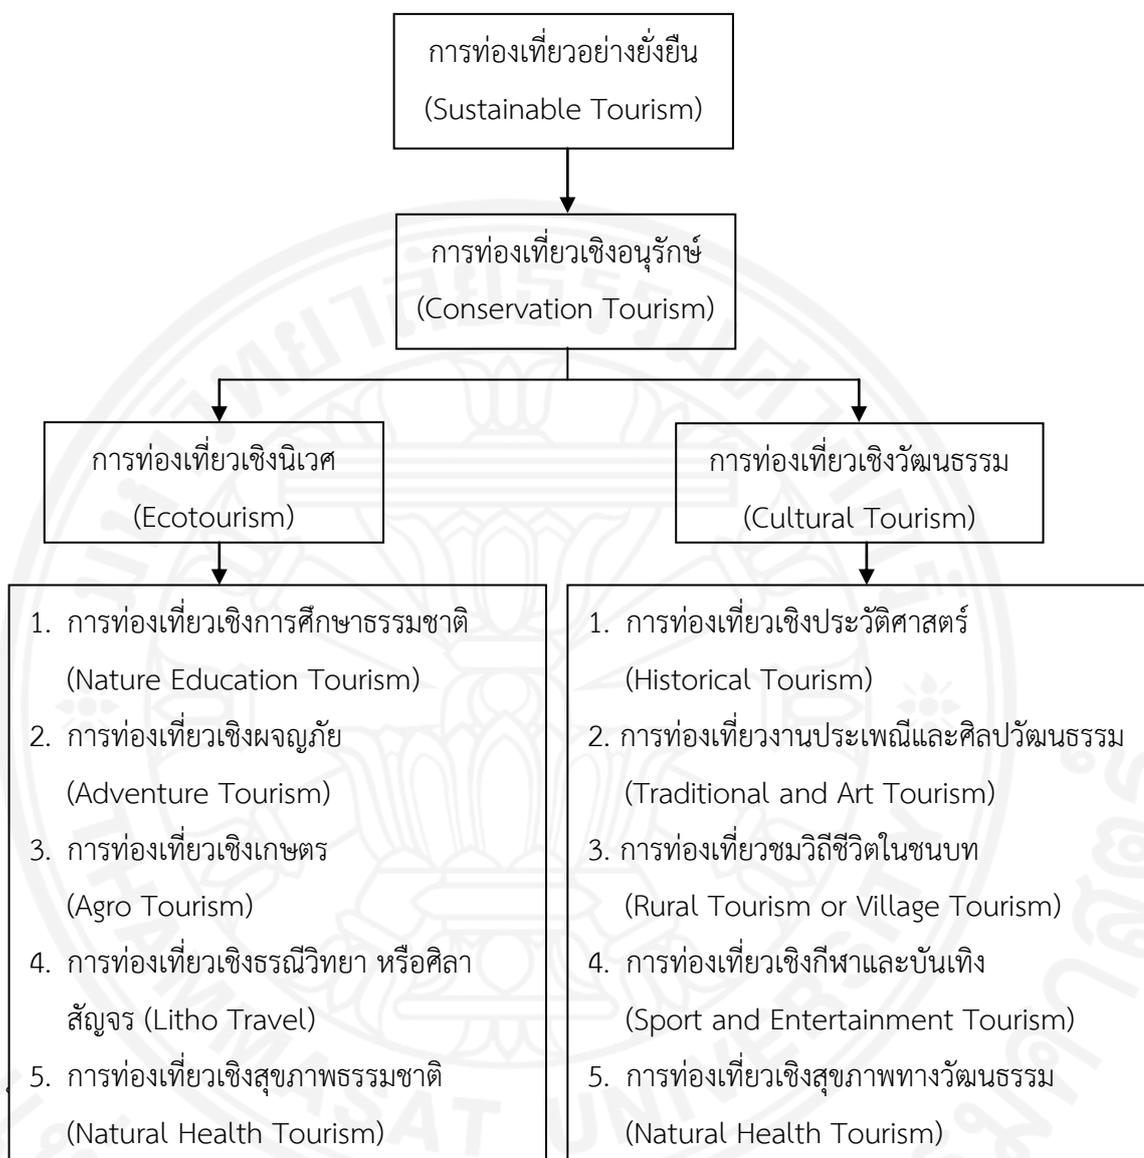 การท่องเที่ยวอย่างยั่งยืน
(Sustainable Tourism)
การท่องเที่ยวเชิงอนุรักษ์
(Conservation Tourism)
การท่องเที่ยวเชิงนิเวศ
(Ecotourism)
การท่องเที่ยวเชิงวัฒนธรรม
(Cultural Tourism)
1. การท่องเที่ยวเชิงการศึกษาธรรมชาติ
(Nature Education Tourism)
2. การท่องเที่ยวเชิงผจญภัย
(Adventure Tourism)
3. การท่องเที่ยวเชิงเกษตร
(Agro Tourism)
4. การท่องเที่ยวเชิงธรณีวิทยา หรือศิลา
สัญจร (Litho Travel)
5. การท่องเที่ยวเชิงสุขภาพธรรมชาติ
(Natural Health Tourism)
1. การท่องเที่ยวเชิงประวัติศาสตร์
(Historical Tourism)
2. การท่องเที่ยวงานประเพณีและศิลปวัฒนธรรม
(Traditional and Art Tourism)
3. การท่องเที่ยวชมวิถีชีวิตในชนบท
(Rural Tourism or Village Tourism)
4. การท่องเที่ยวเชิงกีฬาและบันเทิง
(Sport and Entertainment Tourism)
5. การท่องเที่ยวเชิงสุขภาพทางวัฒนธรรม
(Natural Health Tourism)
THAMMASAT UNIVERSITY